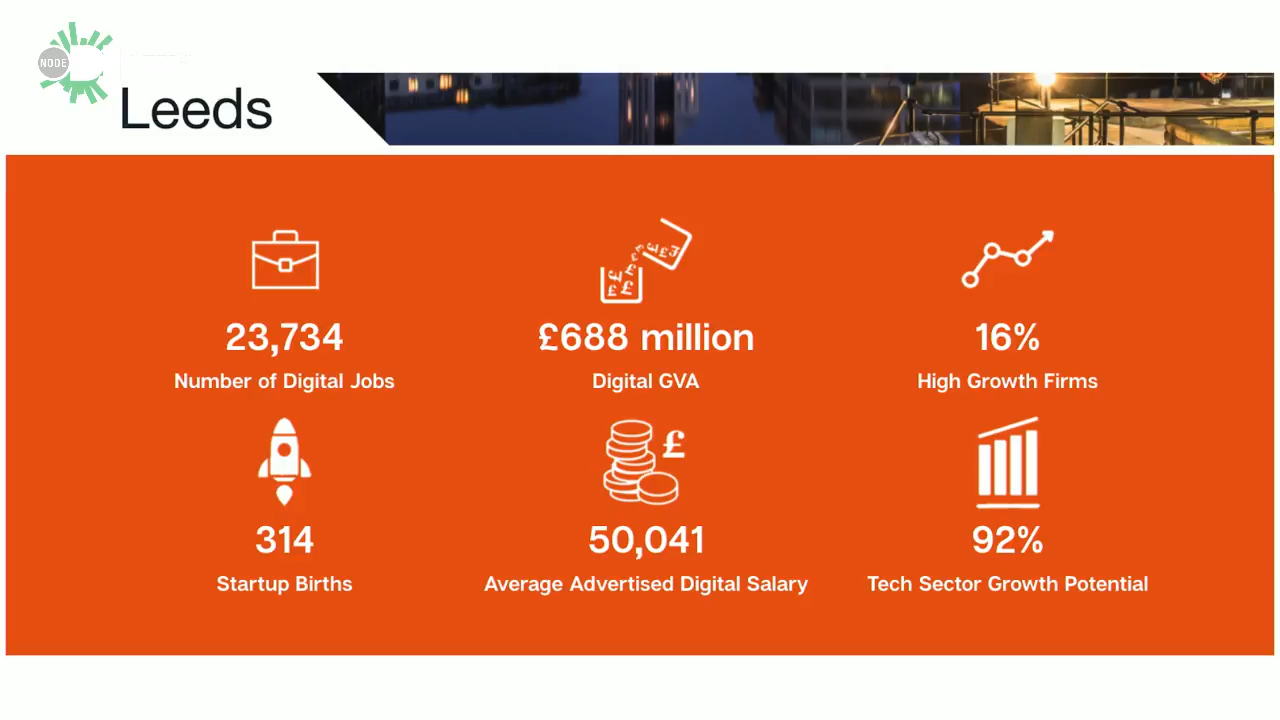 NODE
Leeds
23,734
Number of Digital Jobs
£688 million
Digital GVA
16%
High Growth Firms
314
Startup Births
£
50,041
Average Advertised Digital Salary
92%
Tech Sector Growth Potential